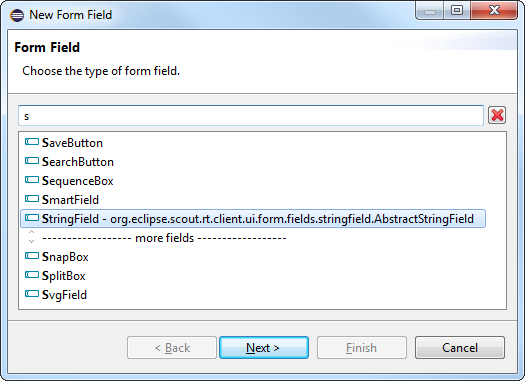 New Form Field
Form Field
Choose the type of form field.
s
SaveButton
SearchButton
SequenceBox
SmartField
StringField - org.eclipse.scout.rt.client.ui.form.fields.stringfield.AbstractStringField
------------------ more fields ------------------
SnapBox
SplitBox
SvgField
< Back Next > Finish Cancel